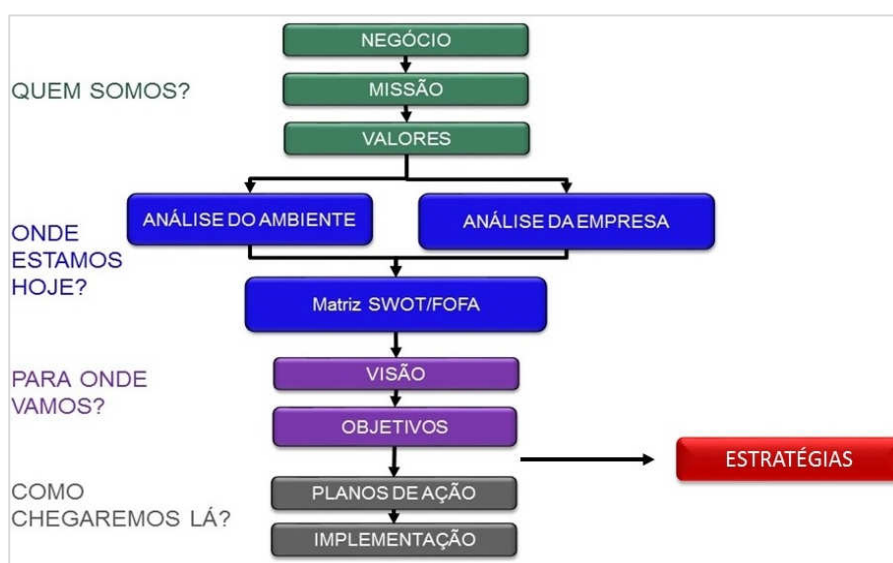 NEGÓCIO
QUEM SOMOS?
MISSÃO
VALORES
ANÁLISE DO AMBIENTE
ANÁLISE DA EMPRESA
ONDE
ESTAMOS
HOJE?
Matriz SWOT/FOFA
PARA ONDE
VAMOS?
VISÃO
OBJETIVOS
ESTRATÉGIAS
COMO
CHEGAREMOS LÁ?
PLANOS DE AÇÃO
IMPLEMENTAÇÃO